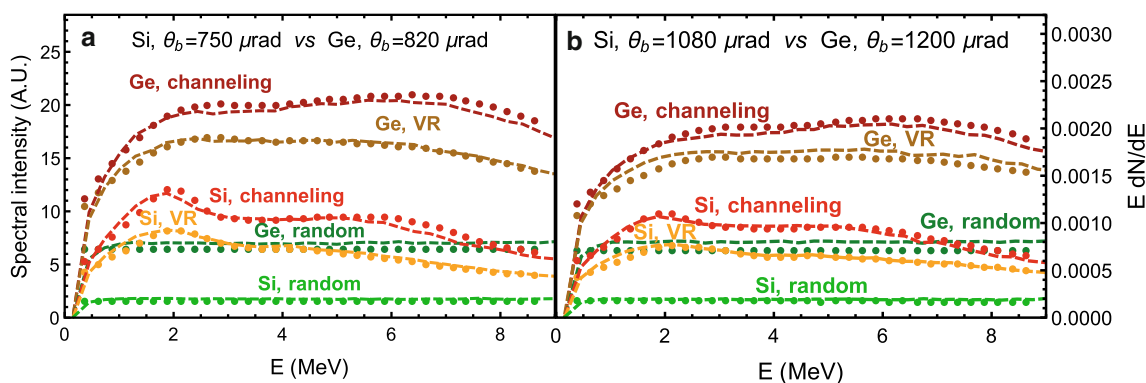 a Si, θb=750 μrad vs Ge, θb=820 μrad
b Si, θb=1080 μrad vs Ge, θb=1200 μrad
Spectral intensity (A.U.)
25
20
15
10
5
0
Ge, channeling
Ge, VR
Si, channeling
Si, VR
Ge, random
Si, random
0 2 4 6 8
E (MeV)
Ge, channeling
Ge, VR
Si, channeling
Ge, random
Si, VR
Si, random
0 2 4 6 8
E (MeV)
0.0030
0.0025
0.0020
0.0015
0.0010
0.0005
0.0000
E dN/dE